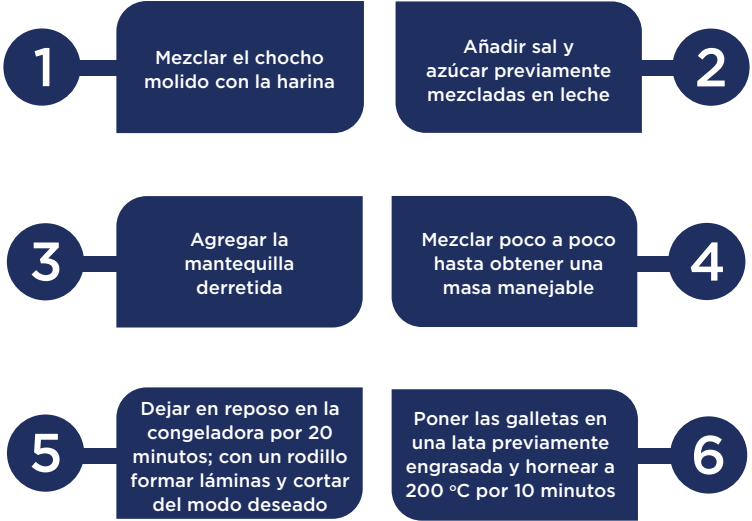 1
Mezclar el chocho
molido con la harina
2
Añadir sal y
azúcar previamente
mezcladas en leche
3
Agregar la
mantequilla
derretida
4
Mezclar poco a poco
hasta obtener una
masa manejable
5
Dejar en reposo en la
congeladora por 20
minutos; con un rodillo
formar láminas y cortar
del modo deseado
6
Poner las galletas en
una lata previamente
engrasada y hornear a
200 °C por 10 minutos